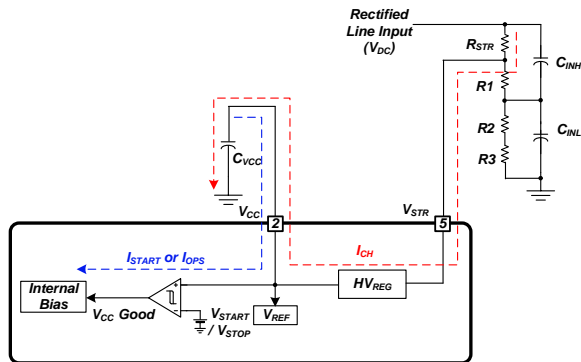 Rectified
Line Input
(VDC)
RSTR
CINH
R1
R2
CINL
R3
CVCC
VCC
2
VSTR
5
ISTART or IOPS
ICH
Internal
Bias
HVREG
VCC Good
VSTART
/ VSTOP
VREF
+
−